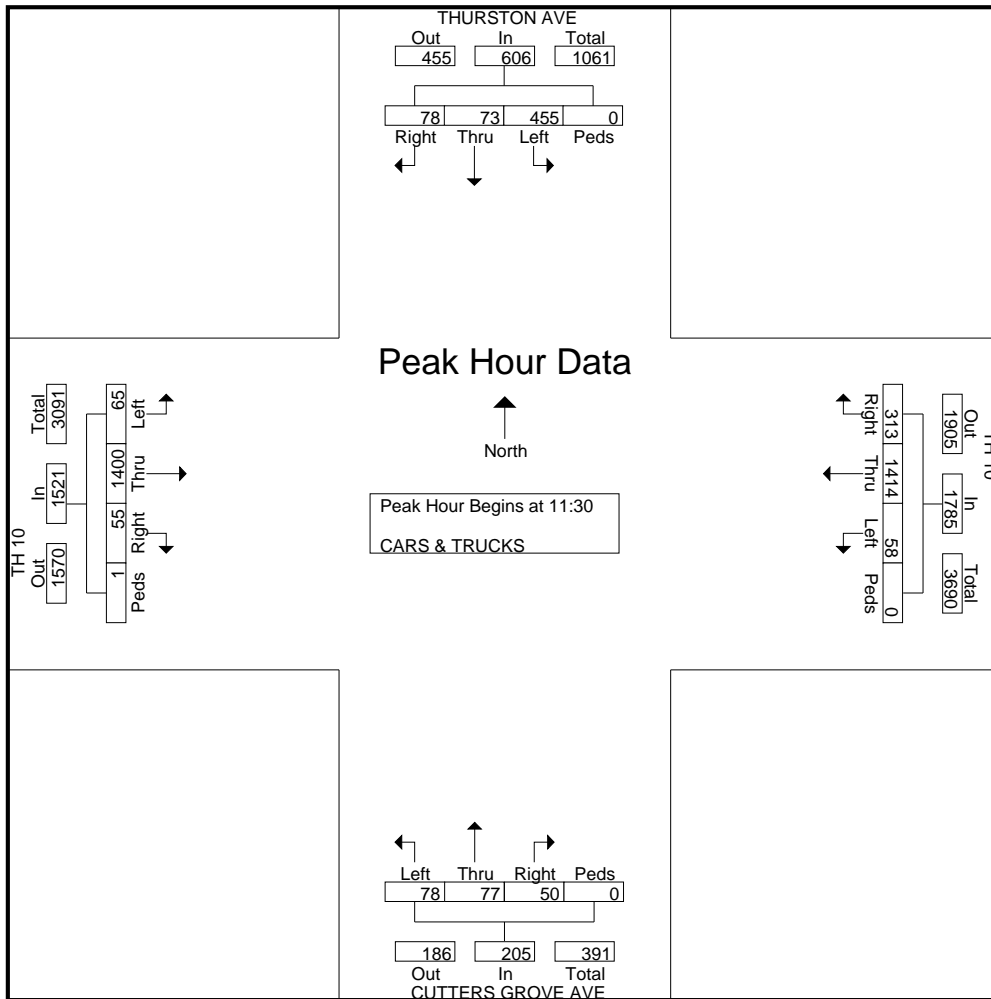 THURSTON AVE
Out In Total
455 606 1061
78 73 455 0
Right Thru Left Peds
Peak Hour Data
North
Peak Hour Begins at 11:30
CARS & TRUCKS
TH 10
Total In Out
3091 1521 1570
65 1400 55 1
Left Thru Right Peds
TH 10
Out In Total
1905 1785 3690
313 1414 58 0
Right Thru Left Peds
Left Thru Right Peds
78 77 50 0
186 205 391
Out In Total
CUTTERS GROVE AVE